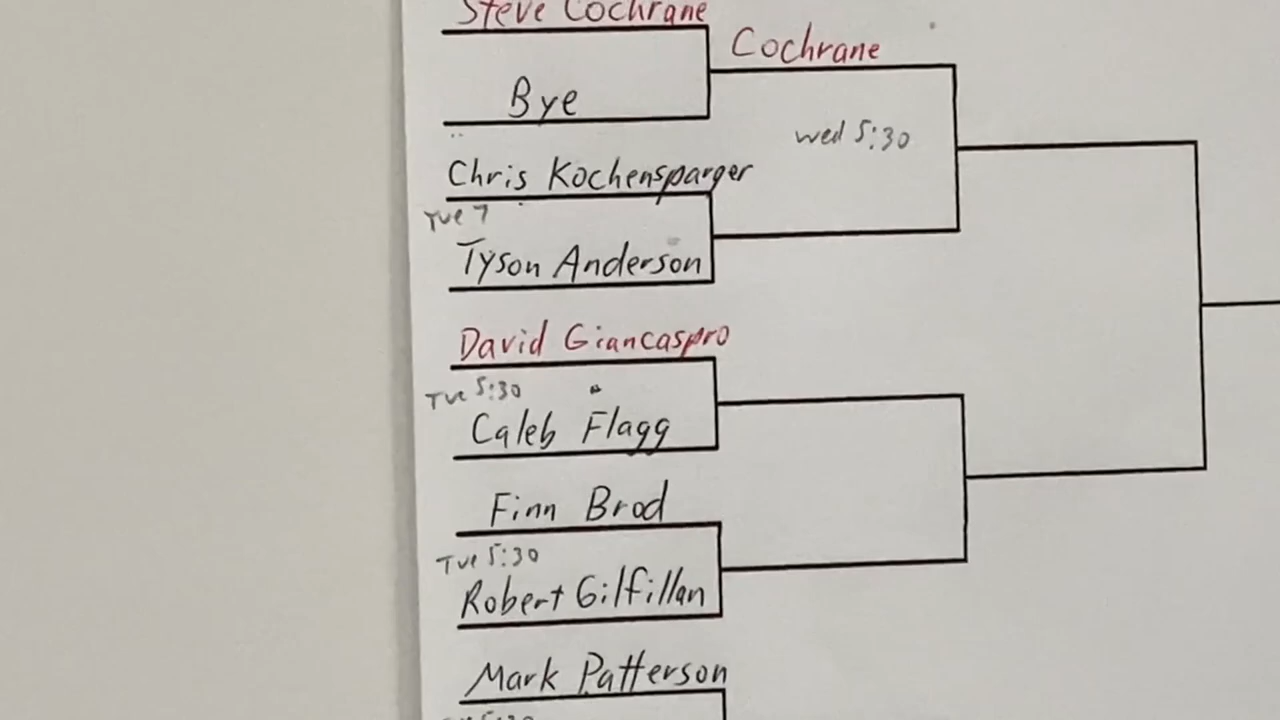 Steve Cochrane
Cochrane
Bye
wed 5:30
Chris Kochensparger
Tue 7
Tyson Anderson
David Giancaspro
Tue 5:30
Caleb Flagg
Finn Brod
Tue 5:30
Robert Gilfillan
Mark Patterson